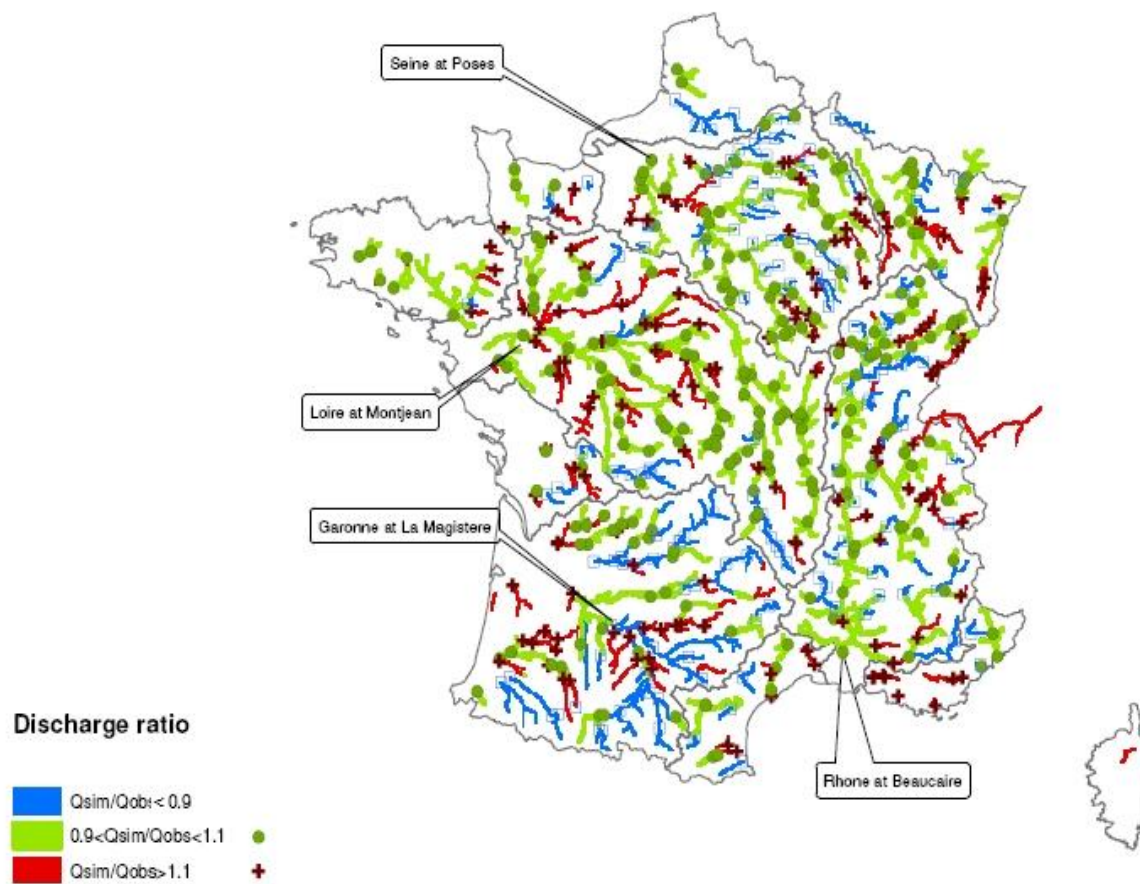 Seine at Poses
Loire at Montjean
Garonne at La Magistere
Rhone at Beaucaire
Discharge ratio
Qsim/Qobs< 0.9
0.9<Qsim/Qobs<1.1
Qsim/Qobs>1.1